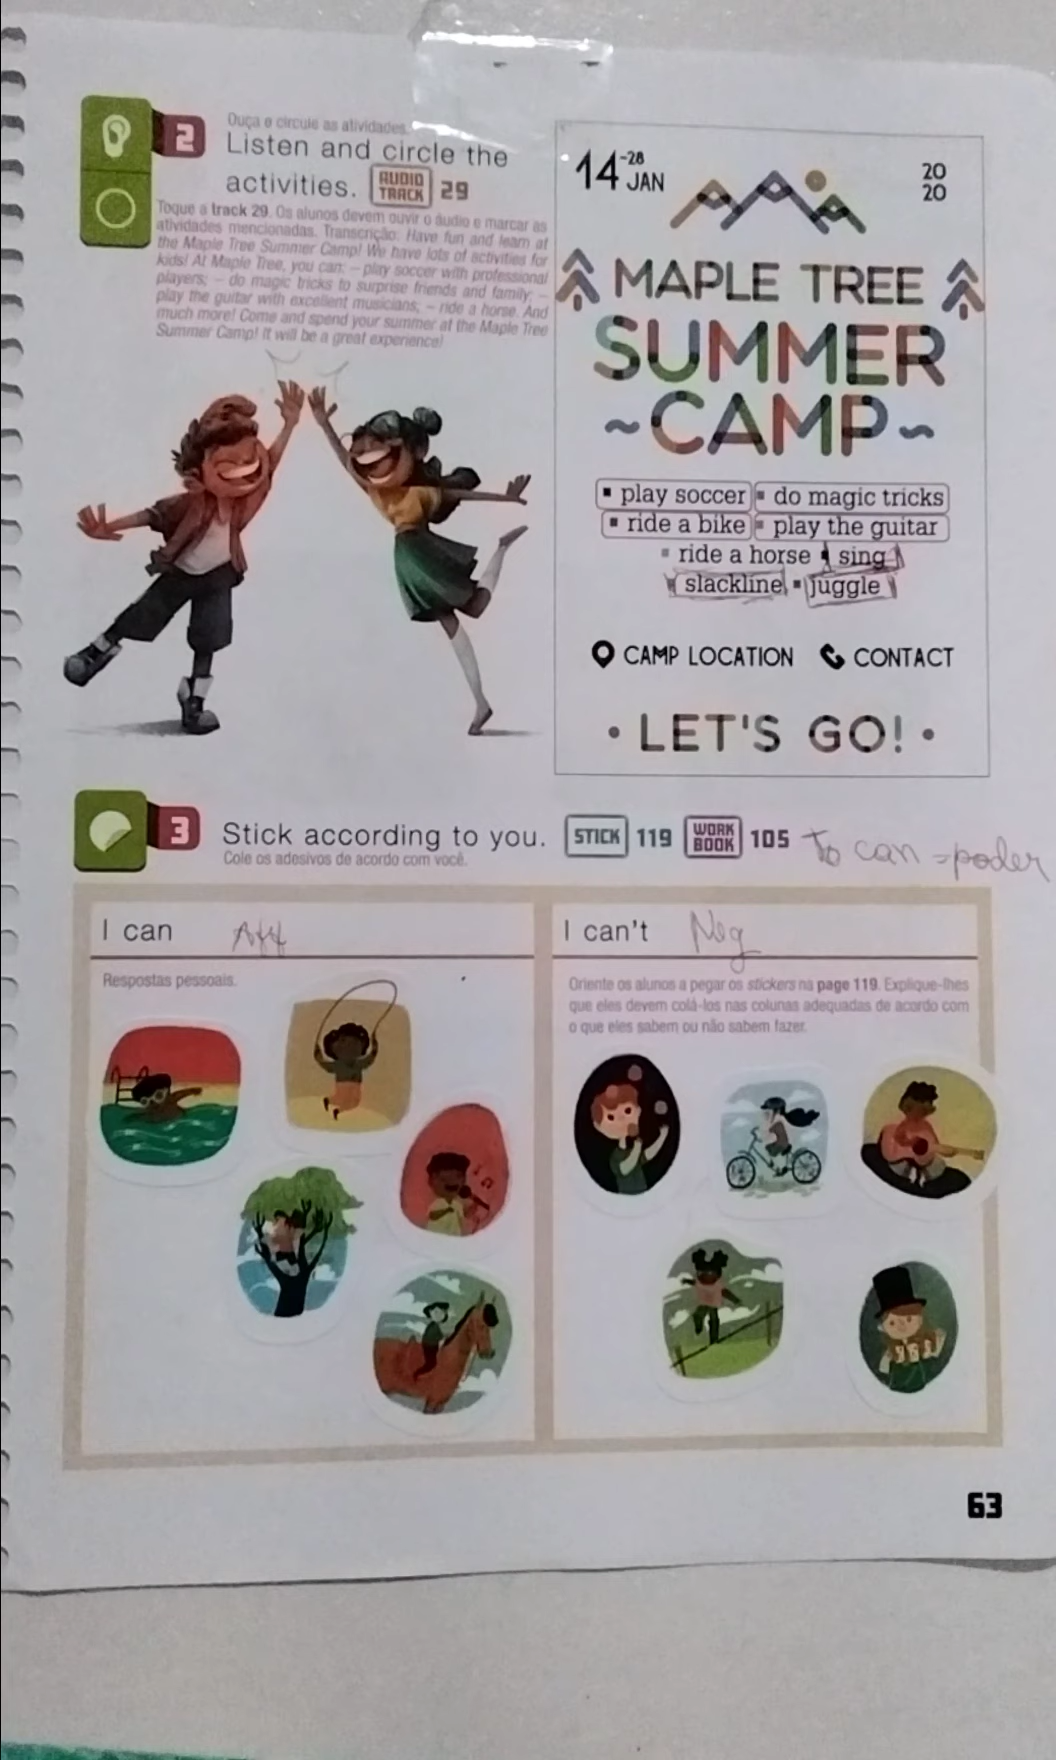 2
Ouça e circule as atividades.
Listen and circle the
activities. AUDIO TRACK 29
Toque a track 29. Os alunos devem ouvir o áudio e marcar as
atividades mencionadas. Transcrição: Have fun and learn at
the Maple Tree Summer Camp! We have lots of activities for
kids! At Maple Tree, you can: – play soccer with professional
players; – do magic tricks to surprise friends and family; –
play the guitar with excellent musicians; – ride a horse. And
much more! Come and spend your summer at the Maple Tree
Summer Camp! It will be a great experience!
14-28 JAN
20
20
MAPLE TREE
SUMMER
~CAMP~
▪ play soccer ▪ do magic tricks
▪ ride a bike ▪ play the guitar
▪ ride a horse ▪ sing
▪ slackline ▪ juggle
CAMP LOCATION CONTACT
• LET'S GO! •
3
Stick according to you. STICK 119 WORK BOOK 105 To can = poder
Cole os adesivos de acordo com você.
I can Aff
Respostas pessoais.
I can't Neg
Oriente os alunos a pegar os stickers na page 119. Explique-lhes
que eles devem colá-los nas colunas adequadas de acordo com
o que eles sabem ou não sabem fazer.
63